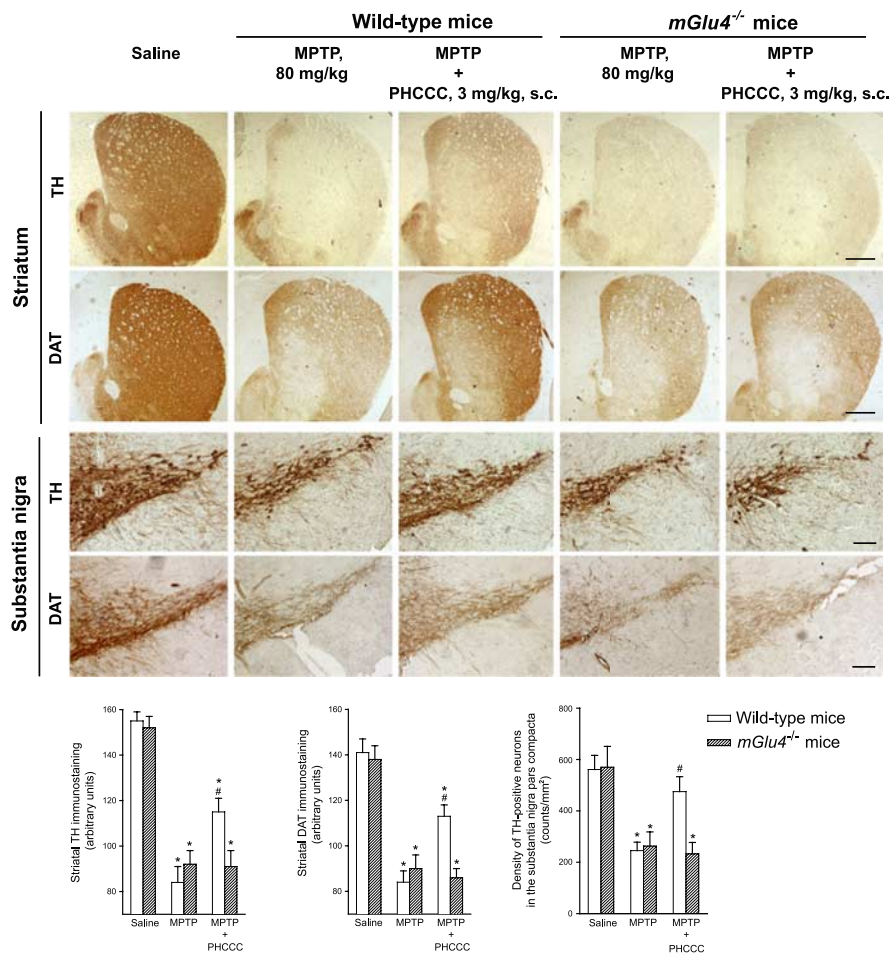 Wild-type mice
mGlu4-/- mice
Saline
MPTP,
80 mg/kg
MPTP
+
PHCCC, 3 mg/kg, s.c.
MPTP
80 mg/kg
MPTP
+
PHCCC, 3 mg/kg, s.c.
Striatum
TH
DAT
Substantia nigra
TH
DAT
Striatal TH immunostaining
(arbitrary units)
160
140
120
100
80
*
*
*
#
*
Saline
MPTP
MPTP
+
PHCCC
Striatal DAT immunostaining
(arbitrary units)
160
140
120
100
80
*
*
*
#
*
Saline
MPTP
MPTP
+
PHCCC
Density of TH-positive neurons
in the substantia nigra pars compacta
(counts/mm²)
800
600
400
200
0
*
*
#
*
Saline
MPTP
MPTP
+
PHCCC
Wild-type mice
mGlu4-/- mice